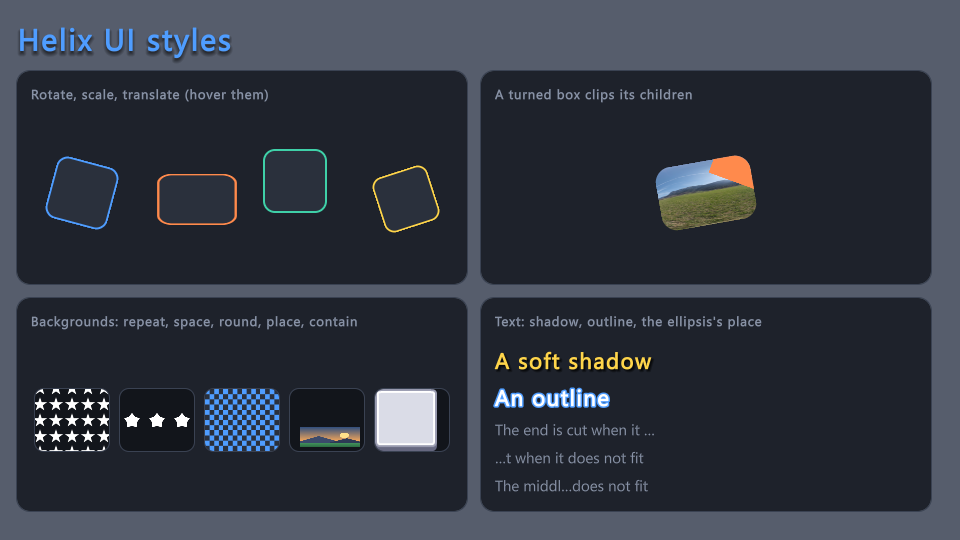 Helix UI styles
Rotate, scale, translate (hover them)
A turned box clips its children
Backgrounds: repeat, space, round, place, contain
Text: shadow, outline, the ellipsis's place
A soft shadow
An outline
The end is cut when it ...
...t when it does not fit
The middl...does not fit